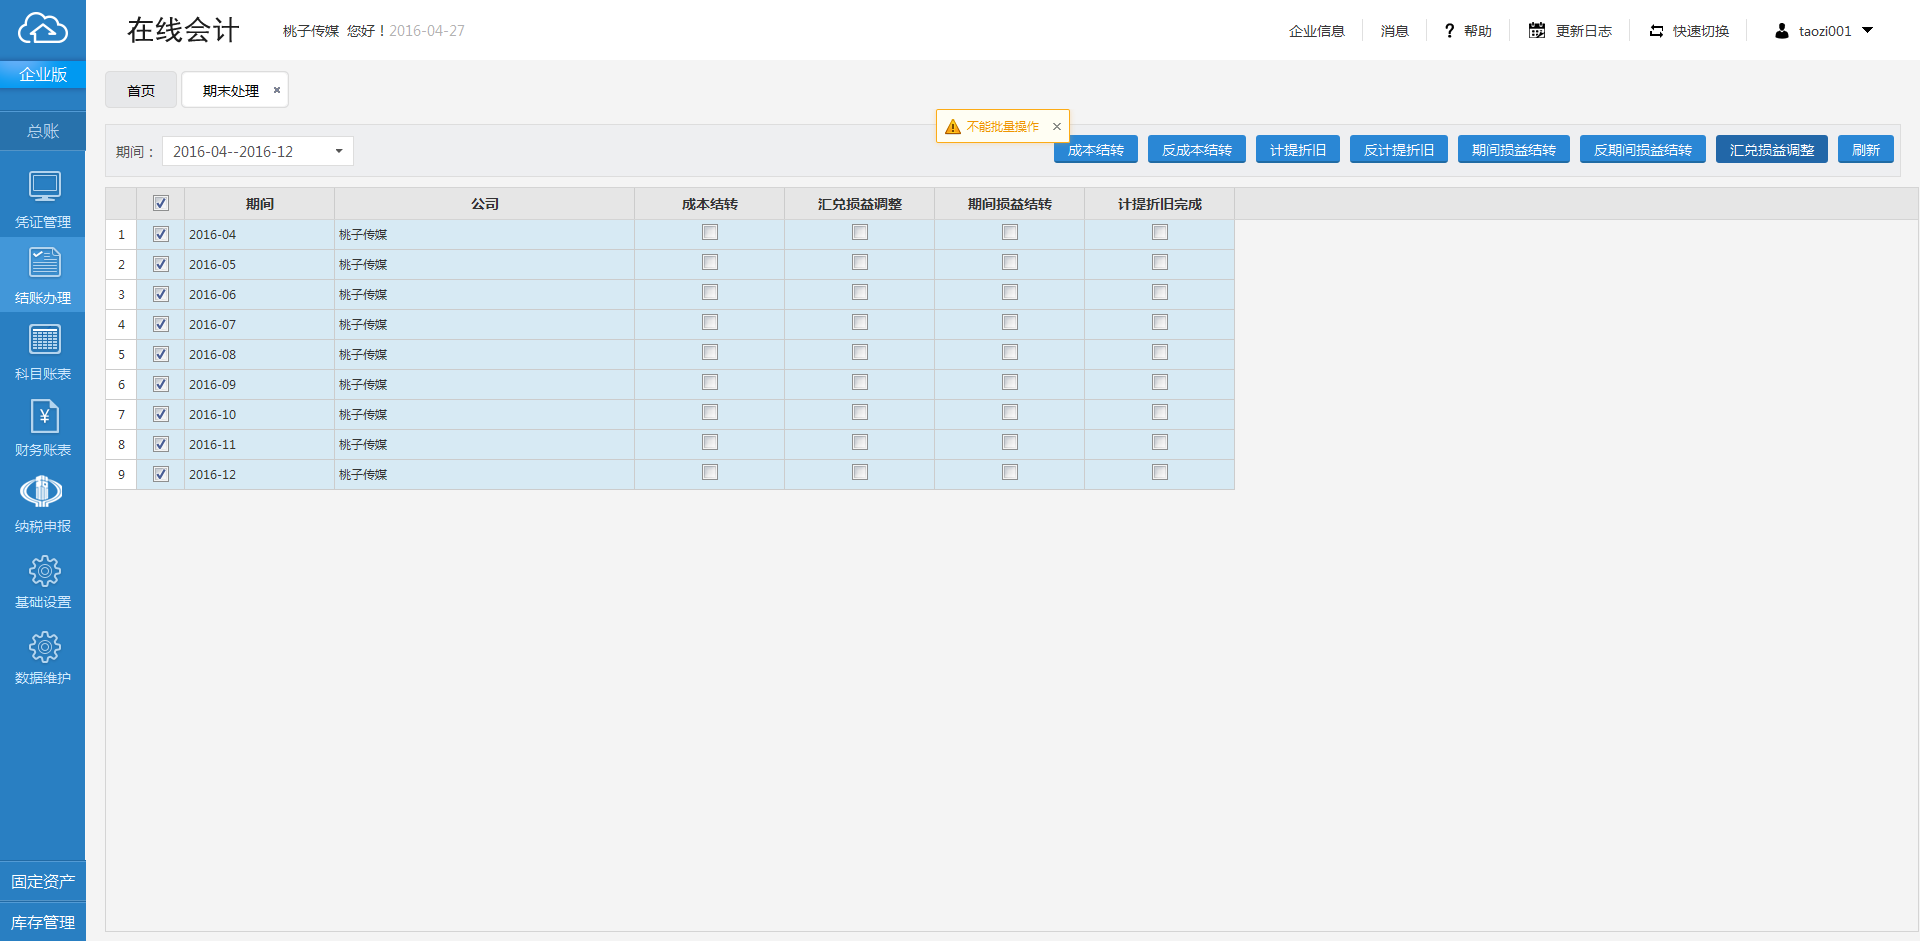 在线会计
桃子传媒 您好！2016-04-27
企业信息 消息 ? 帮助 更新日志 快速切换 taozi001
企业版
首页 期末处理
不能批量操作
总账
期间： 2016-04--2016-12
成本结转 反成本结转 计提折旧 反计提折旧 期间损益结转 反期间损益结转 汇兑损益调整 刷新
期间 公司 成本结转 汇兑损益调整 期间损益结转 计提折旧完成
1 2016-04 桃子传媒
2 2016-05 桃子传媒
3 2016-06 桃子传媒
4 2016-07 桃子传媒
5 2016-08 桃子传媒
6 2016-09 桃子传媒
7 2016-10 桃子传媒
8 2016-11 桃子传媒
9 2016-12 桃子传媒
凭证管理
结账办理
科目账表
¥
财务账表
纳税申报
基础设置
数据维护
固定资产
库存管理